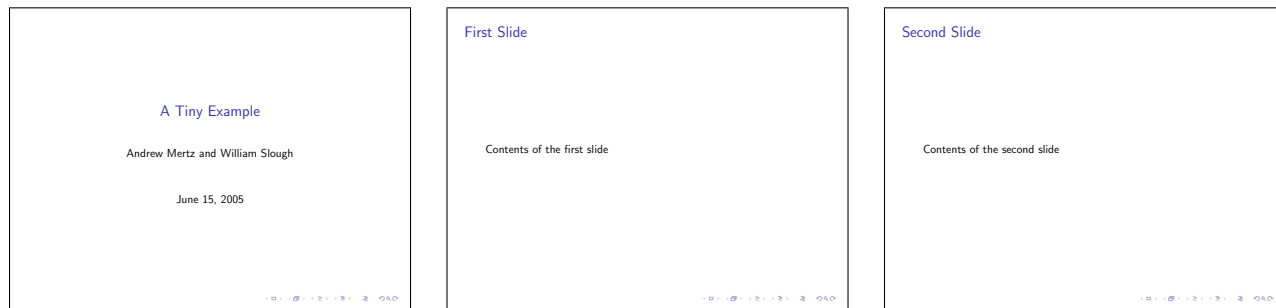 A Tiny Example
Andrew Mertz and William Slough
June 15, 2005
First Slide
Contents of the first slide
Second Slide
Contents of the second slide